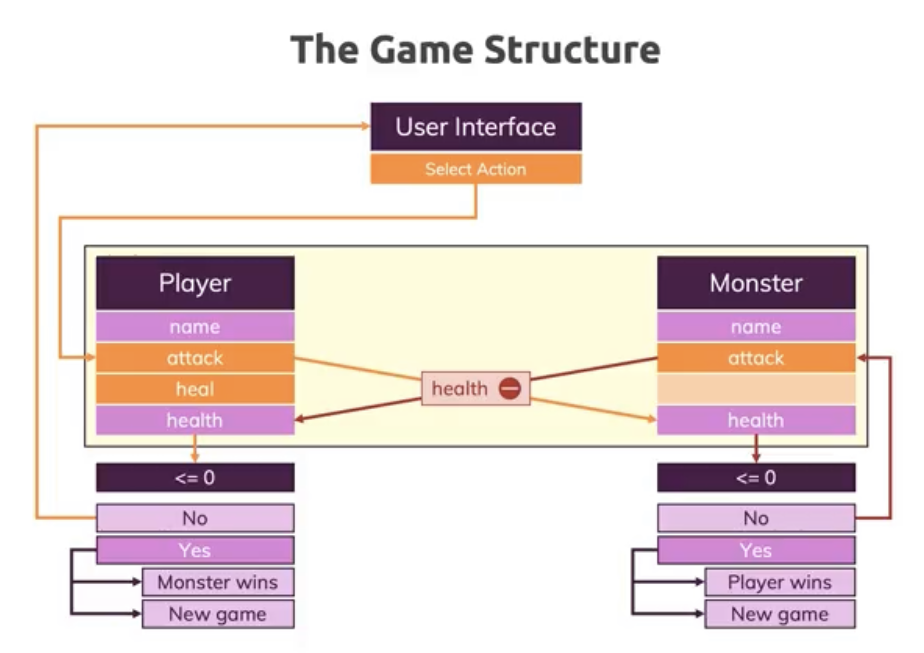 The Game Structure
User Interface
Select Action
Player
name
attack
heal
health
Monster
name
attack
health
health
<= 0
No
Yes
Monster wins
New game
<= 0
No
Yes
Player wins
New game